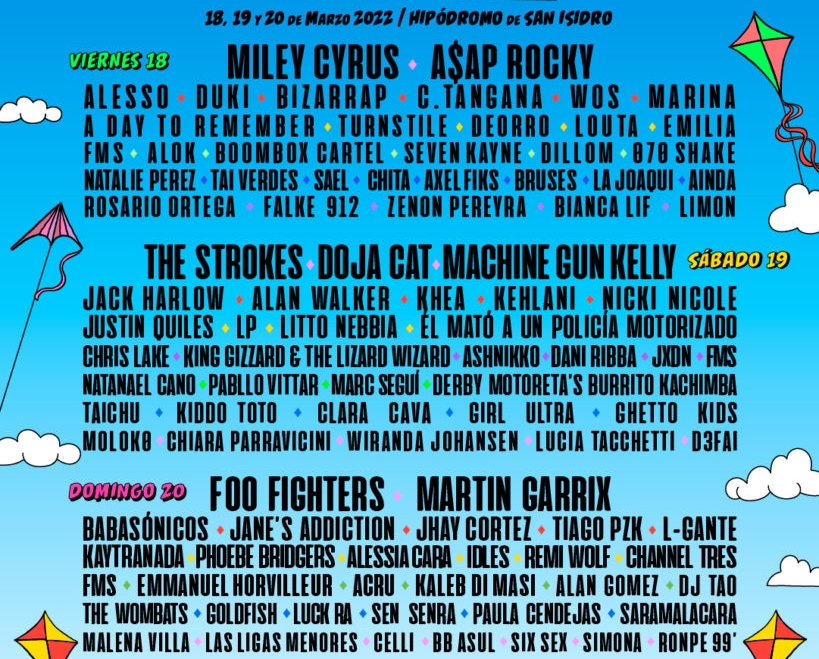 18, 19 Y 20 DE MARZO 2022 / HIPÓDROMO DE SAN ISIDRO
VIERNES 18
MILEY CYRUS ♦ A$AP ROCKY
ALESSO ♦ DUKI ♦ BIZARRAP ♦ C.TANGANA ♦ WOS ♦ MARINA
A DAY TO REMEMBER ♦ TURNSTILE ♦ DEORRO ♦ LOUTA ♦ EMILIA
FMS ♦ ALOK ♦ BOOMBOX CARTEL ♦ SEVEN KAYNE ♦ DILLOM ♦ 070 SHAKE
NATALIE PEREZ ♦ TAI VERDES ♦ SAEL ♦ CHITA ♦ AXEL FIKS ♦ BRUSES ♦ LA JOAQUI ♦ AINDA
ROSARIO ORTEGA ♦ FALKE 912 ♦ ZENON PEREYRA ♦ BIANCA LIF ♦ LIMON
THE STROKES ♦ DOJA CAT ♦ MACHINE GUN KELLY
SÁBADO 19
JACK HARLOW ♦ ALAN WALKER ♦ KHEA ♦ KEHLANI ♦ NICKI NICOLE
JUSTIN QUILES ♦ LP ♦ LITTO NEBBIA ♦ ÉL MATÓ A UN POLICÍA MOTORIZADO
CHRIS LAKE ♦ KING GIZZARD & THE LIZARD WIZARD ♦ ASHNIKKO ♦ DANI RIBBA ♦ JXDN ♦ FMS
NATANAEL CANO ♦ PABLLO VITTAR ♦ MARC SEGUÍ ♦ DERBY MOTORETA'S BURRITO KACHIMBA
TAICHU ♦ KIDDO TOTO ♦ CLARA CAVA ♦ GIRL ULTRA ♦ GHETTO KIDS
MOLOK0 ♦ CHIARA PARRAVICINI ♦ WIRANDA JOHANSEN ♦ LUCIA TACCHETTI ♦ D3FAI
DOMINGO 20
FOO FIGHTERS ♦ MARTIN GARRIX
BABASÓNICOS ♦ JANE'S ADDICTION ♦ JHAY CORTEZ ♦ TIAGO PZK ♦ L-GANTE
KAYTRANADA ♦ PHOEBE BRIDGERS ♦ ALESSIA CARA ♦ IDLES ♦ REMI WOLF ♦ CHANNEL TRES
FMS ♦ EMMANUEL HORVILLEUR ♦ ACRU ♦ KALEB DI MASI ♦ ALAN GOMEZ ♦ DJ TAO
THE WOMBATS ♦ GOLDFISH ♦ LUCK RA ♦ SEN SENRA ♦ PAULA CENDEJAS ♦ SARAMALACARA
MALENA VILLA ♦ LAS LIGAS MENORES ♦ CELLI ♦ BB ASUL ♦ SIX SEX ♦ SIMONA ♦ RONPE 99'